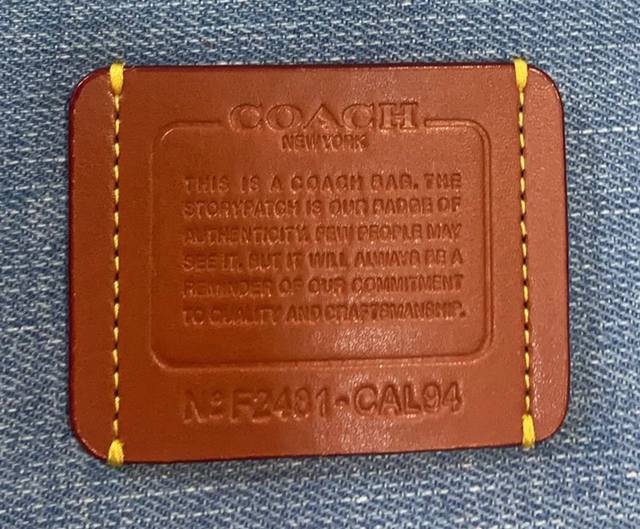 COACH
NEW YORK
THIS IS A COACH BAG. THE
STORYPATCH IS OUR BADGE OF
AUTHENTICITY. FEW PEOPLE MAY
SEE IT. BUT IT WILL ALWAYS BE A
REMINDER OF OUR COMMITMENT
TO QUALITY AND CRAFTSMANSHIP.
Nº F2481-CAL94